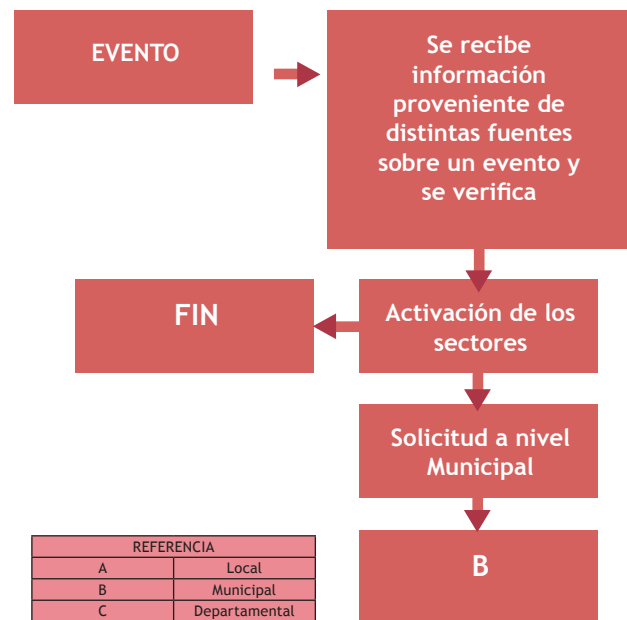 EVENTO
Se recibe
información
proveniente de
distintas fuentes
sobre un evento y
se verifica
FIN
Activación de los
sectores
Solicitud a nivel
Municipal
B
REFERENCIA
A Local
B Municipal
C Departamental